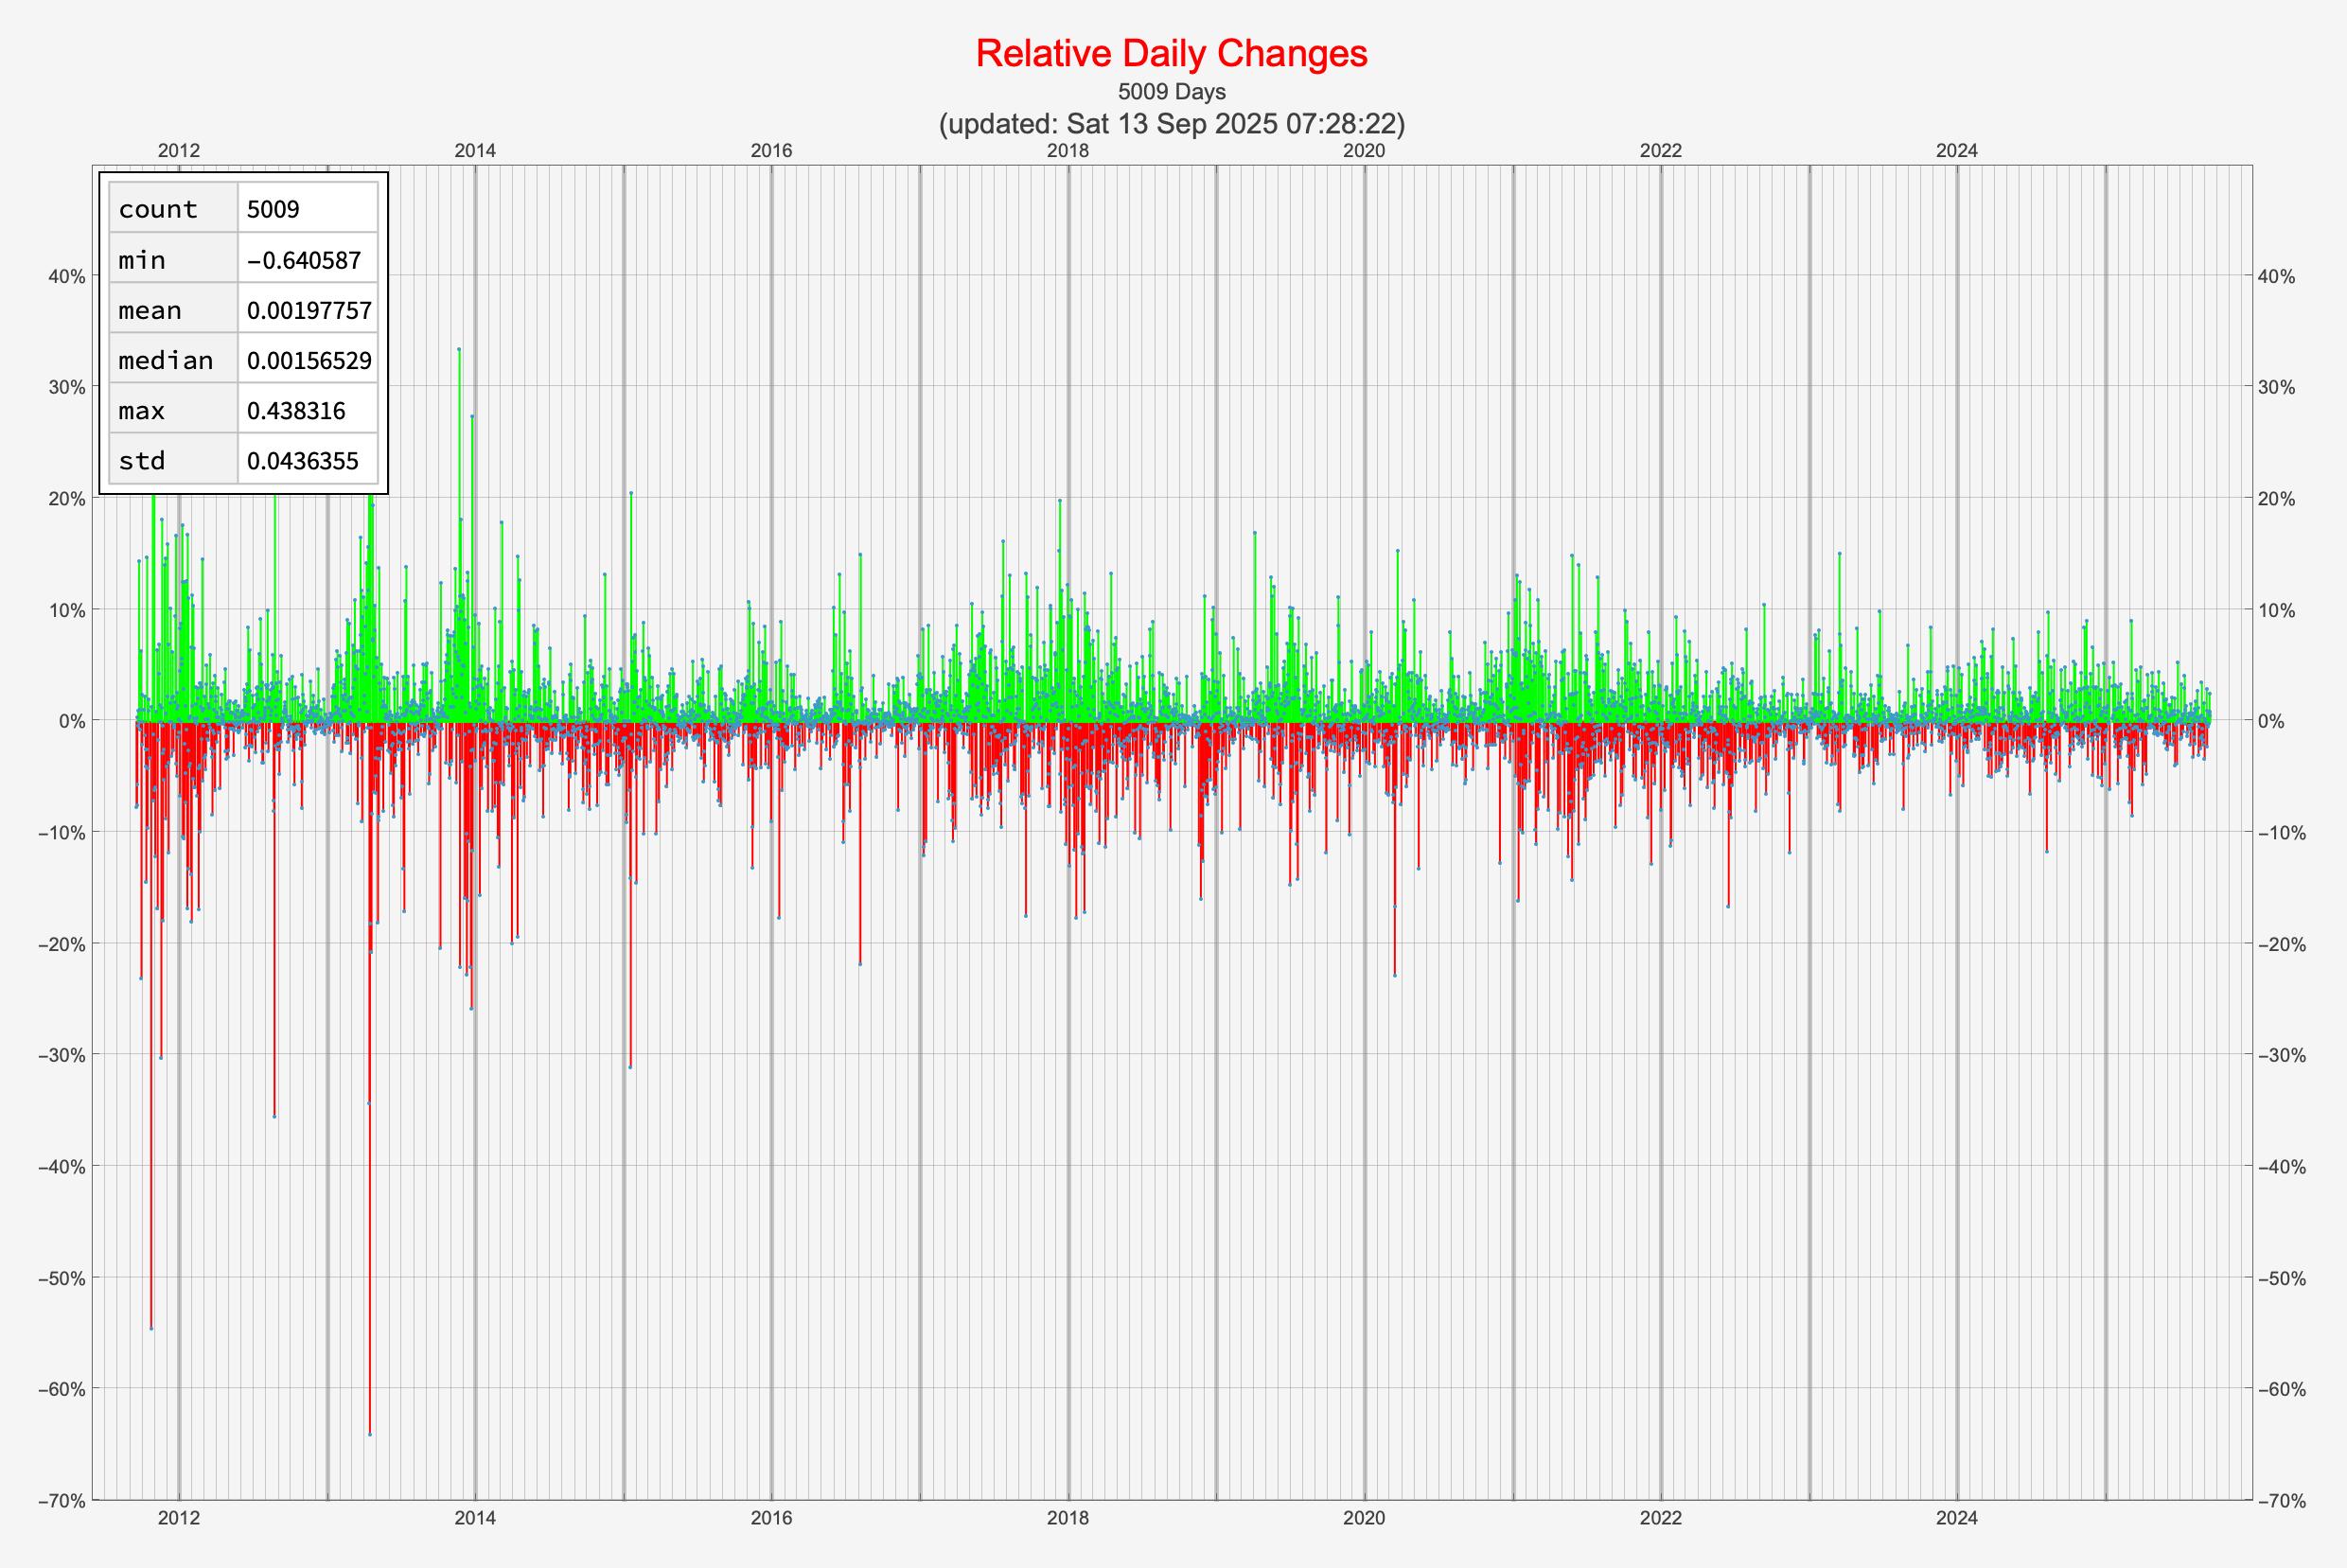 Relative Daily Changes
5009 Days
(updated: Sat 13 Sep 2025 07:28:22)
2012 2014 2016 2018 2020 2022 2024
count 5009
min −0.640587
mean 0.00197757
median 0.00156529
max 0.438316
std 0.0436355
40% 40%
30% 30%
20% 20%
10% 10%
0% 0%
−10% −10%
−20% −20%
−30% −30%
−40% −40%
−50% −50%
−60% −60%
−70% −70%
2012 2014 2016 2018 2020 2022 2024